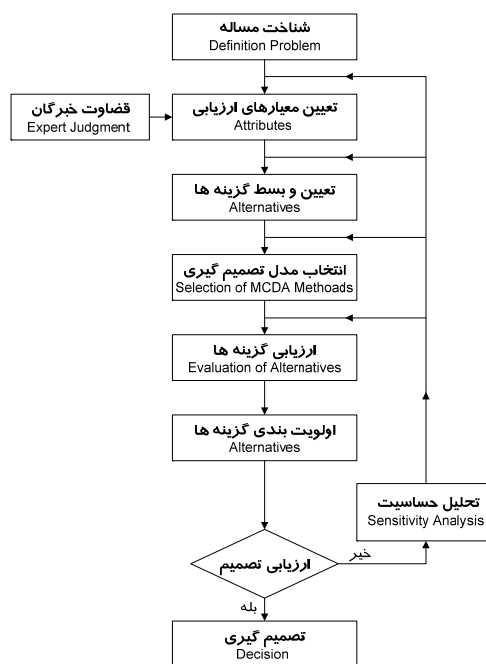 شناخت مساله
Definition Problem
قضاوت خبرگان
Expert Judgment
تعیین معیارهای ارزیابی
Attributes
تعیین و بسط گزینه ها
Alternatives
انتخاب مدل تصمیم گیری
Selection of MCDA Methoads
ارزیابی گزینه ها
Evaluation of Alternatives
اولویت بندی گزینه ها
Alternatives
تحلیل حساسیت
Sensitivity Analysis
ارزیابی تصمیم
خیر
بله
تصمیم گیری
Decision